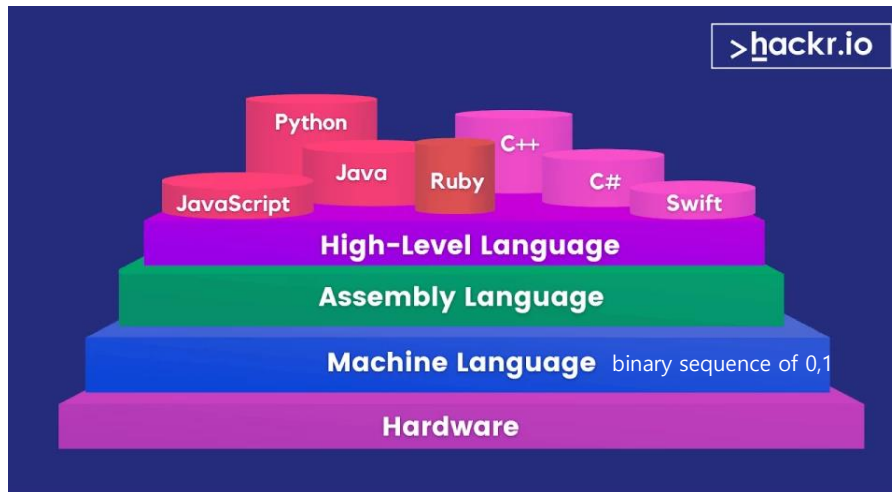 >hackr.io
Python
C++
Java
Ruby
C#
JavaScript
Swift
High-Level Language
Assembly Language
Machine Language binary sequence of 0,1
Hardware